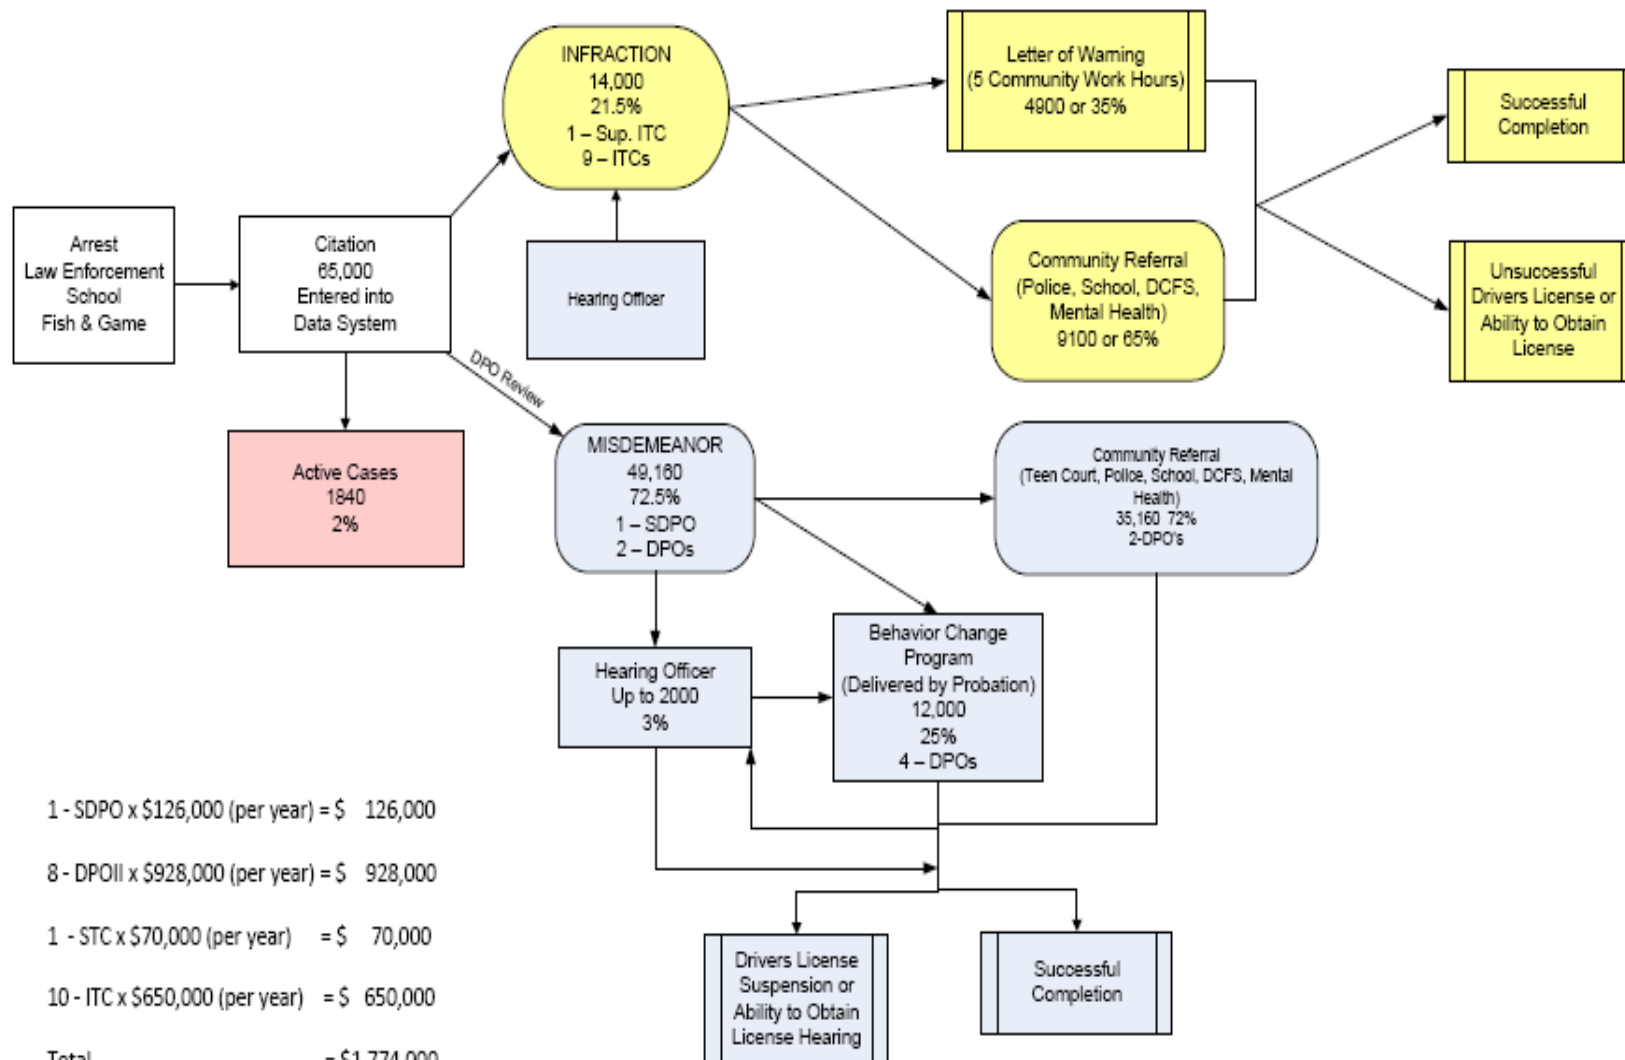 INFRACTION
14,000
21.5%
1 – Sup. ITC
9 – ITCs
Letter of Warning
(5 Community Work Hours)
4900 or 35%
Successful
Completion
Arrest
Law Enforcement
School
Fish & Game
Citation
65,000
Entered into
Data System
Hearing Officer
Community Referral
(Police, School, DCFS,
Mental Health)
9100 or 65%
Unsuccessful
Drivers License or
Ability to Obtain
License
DPO Review
Active Cases
1840
2%
MISDEMEANOR
49,160
72.5%
1 – SDPO
2 – DPOs
Community Referral
(Teen Court, Police, School, DCFS, Mental
Health)
35,160 72%
2-DPO's
Hearing Officer
Up to 2000
3%
Behavior Change
Program
(Delivered by Probation)
12,000
25%
4 – DPOs
1 - SDPO x $126,000 (per year) = $ 126,000
8 - DPOII x $928,000 (per year) = $ 928,000
1 - STC x $70,000 (per year) = $ 70,000
10 - ITC x $650,000 (per year) = $ 650,000
Total = $1,774,000
Drivers License
Suspension or
Ability to Obtain
License Hearing
Successful
Completion